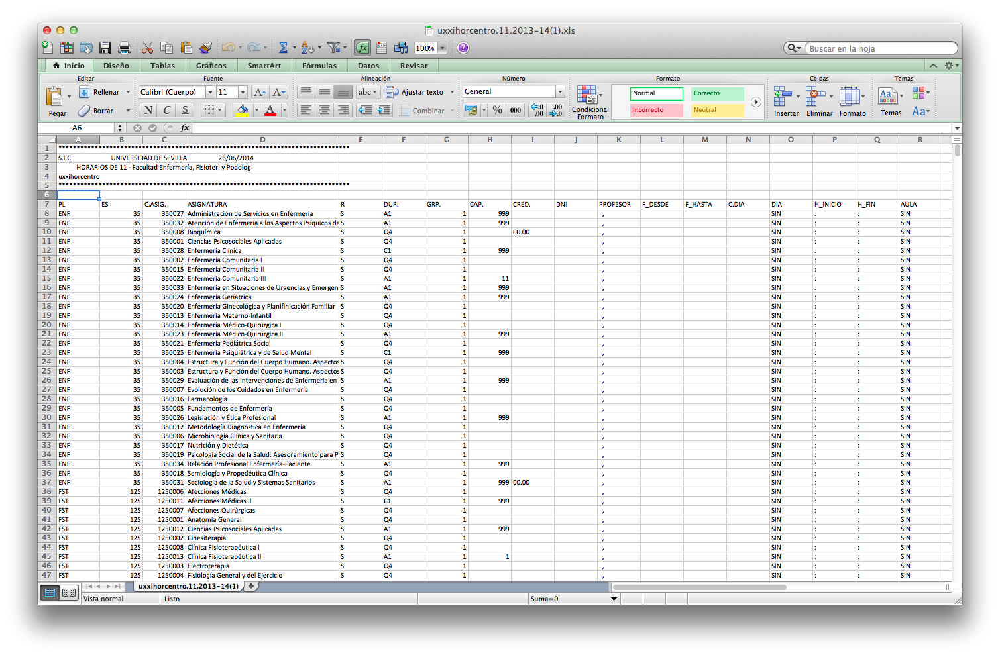 uxxihorcentro.11.2013-14(1).xls
100% Buscar en la hoja
Inicio Diseño Tablas Gráficos SmartArt Fórmulas Datos Revisar
Editar Fuente Alineación Número Formato Celdas Temas
Rellenar Calibri (Cuerpo) 11 A A abc Ajustar texto General Normal Correcto Aa
Pegar Borrar N C S A Combinar % 000 ,0 ,00 ,00 ,0 Condicional Formato Incorrecto Neutral Insertar Eliminar Formato Temas Aa
A6 fx
A B C D E F G H I J K L M N O P Q R
1 *******************************************************************************
2 S.I.C. UNIVERSIDAD DE SEVILLA 26/06/2014
3 HORARIOS DE 11 - Facultad Enfermería, Fisioter. y Podolog
4 uxxihorcentro
5 *******************************************************************************
6
7 PL ES C.ASIG. ASIGNATURA R DUR. GRP. CAP. CRED. DNI PROFESOR F_DESDE F_HASTA C.DIA DIA H_INICIO H_FIN AULA
8 ENF 35 350027 Administración de Servicios en Enfermería S A1 1 999 , SIN : : SIN
9 ENF 35 350032 Atención de Enfermería a los Aspectos Psíquicos de S A1 1 999 , SIN : : SIN
10 ENF 35 350008 Bioquímica S Q4 1 00.00 , SIN : : SIN
11 ENF 35 350001 Ciencias Psicosociales Aplicadas S Q4 1 , SIN : : SIN
12 ENF 35 350028 Enfermería Clínica S C1 1 999 , SIN : : SIN
13 ENF 35 350002 Enfermería Comunitaria I S Q4 1 , SIN : : SIN
14 ENF 35 350015 Enfermería Comunitaria II S Q4 1 , SIN : : SIN
15 ENF 35 350022 Enfermería Comunitaria III S A1 1 11 , SIN : : SIN
16 ENF 35 350033 Enfermería en Situaciones de Urgencias y Emergen S A1 1 999 , SIN : : SIN
17 ENF 35 350024 Enfermería Geriátrica S A1 1 999 , SIN : : SIN
18 ENF 35 350020 Enfermería Ginecológica y Planifinicación Familiar S Q4 1 , SIN : : SIN
19 ENF 35 350013 Enfermería Materno-Infantil S Q4 1 , SIN : : SIN
20 ENF 35 350014 Enfermería Médico-Quirúrgica I S Q4 1 , SIN : : SIN
21 ENF 35 350023 Enfermería Médico-Quirúrgica II S A1 1 999 , SIN : : SIN
22 ENF 35 350021 Enfermería Pediátrica Social S Q4 1 , SIN : : SIN
23 ENF 35 350025 Enfermería Psiquiátrica y de Salud Mental S C1 1 999 , SIN : : SIN
24 ENF 35 350004 Estructura y Función del Cuerpo Humano. Aspectos S Q4 1 , SIN : : SIN
25 ENF 35 350003 Estructura y Función del Cuerpo Humano. Aspectos S Q4 1 , SIN : : SIN
26 ENF 35 350029 Evaluación de las Intervenciones de Enfermería en S A1 1 999 , SIN : : SIN
27 ENF 35 350007 Evolución de los Cuidados en Enfermería S Q4 1 , SIN : : SIN
28 ENF 35 350016 Farmacología S Q4 1 , SIN : : SIN
29 ENF 35 350005 Fundamentos de Enfermería S Q4 1 , SIN : : SIN
30 ENF 35 350026 Legislación y Ética Profesional S A1 1 999 , SIN : : SIN
31 ENF 35 350012 Metodología Diagnóstica en Enfermería S Q4 1 , SIN : : SIN
32 ENF 35 350006 Microbiología Clínica y Sanitaria S Q4 1 , SIN : : SIN
33 ENF 35 350017 Nutrición y Dietética S Q4 1 , SIN : : SIN
34 ENF 35 350019 Psicología Social de la Salud: Asesoramiento para P S Q4 1 , SIN : : SIN
35 ENF 35 350034 Relación Profesional Enfermería-Paciente S A1 1 999 , SIN : : SIN
36 ENF 35 350018 Semiología y Propedéutica Clínica S Q4 1 , SIN : : SIN
37 ENF 35 350031 Sociología de la Salud y Sistemas Sanitarios S A1 1 999 00.00 , SIN : : SIN
38 FST 125 1250006 Afecciones Médicas I S Q4 1 , SIN : : SIN
39 FST 125 1250011 Afecciones Médicas II S C1 1 999 , SIN : : SIN
40 FST 125 1250007 Afecciones Quirúrgicas S Q4 1 , SIN : : SIN
41 FST 125 1250001 Anatomía General S Q4 1 , SIN : : SIN
42 FST 125 1250012 Ciencias Psicosociales Aplicadas S A1 1 999 , SIN : : SIN
43 FST 125 1250002 Cinesiterapia S Q4 1 , SIN : : SIN
44 FST 125 1250008 Clínica Fisioterapéutica I S Q4 1 , SIN : : SIN
45 FST 125 1250013 Clínica Fisioterapéutica II S A1 1 1 , SIN : : SIN
46 FST 125 1250003 Electroterapia S Q4 1 , SIN : : SIN
47 FST 125 1250004 Fisiología General y del Ejercicio S Q4 1 , SIN : : SIN
uxxihorcentro.11.2013-14(1)
Vista normal Listo Suma=0